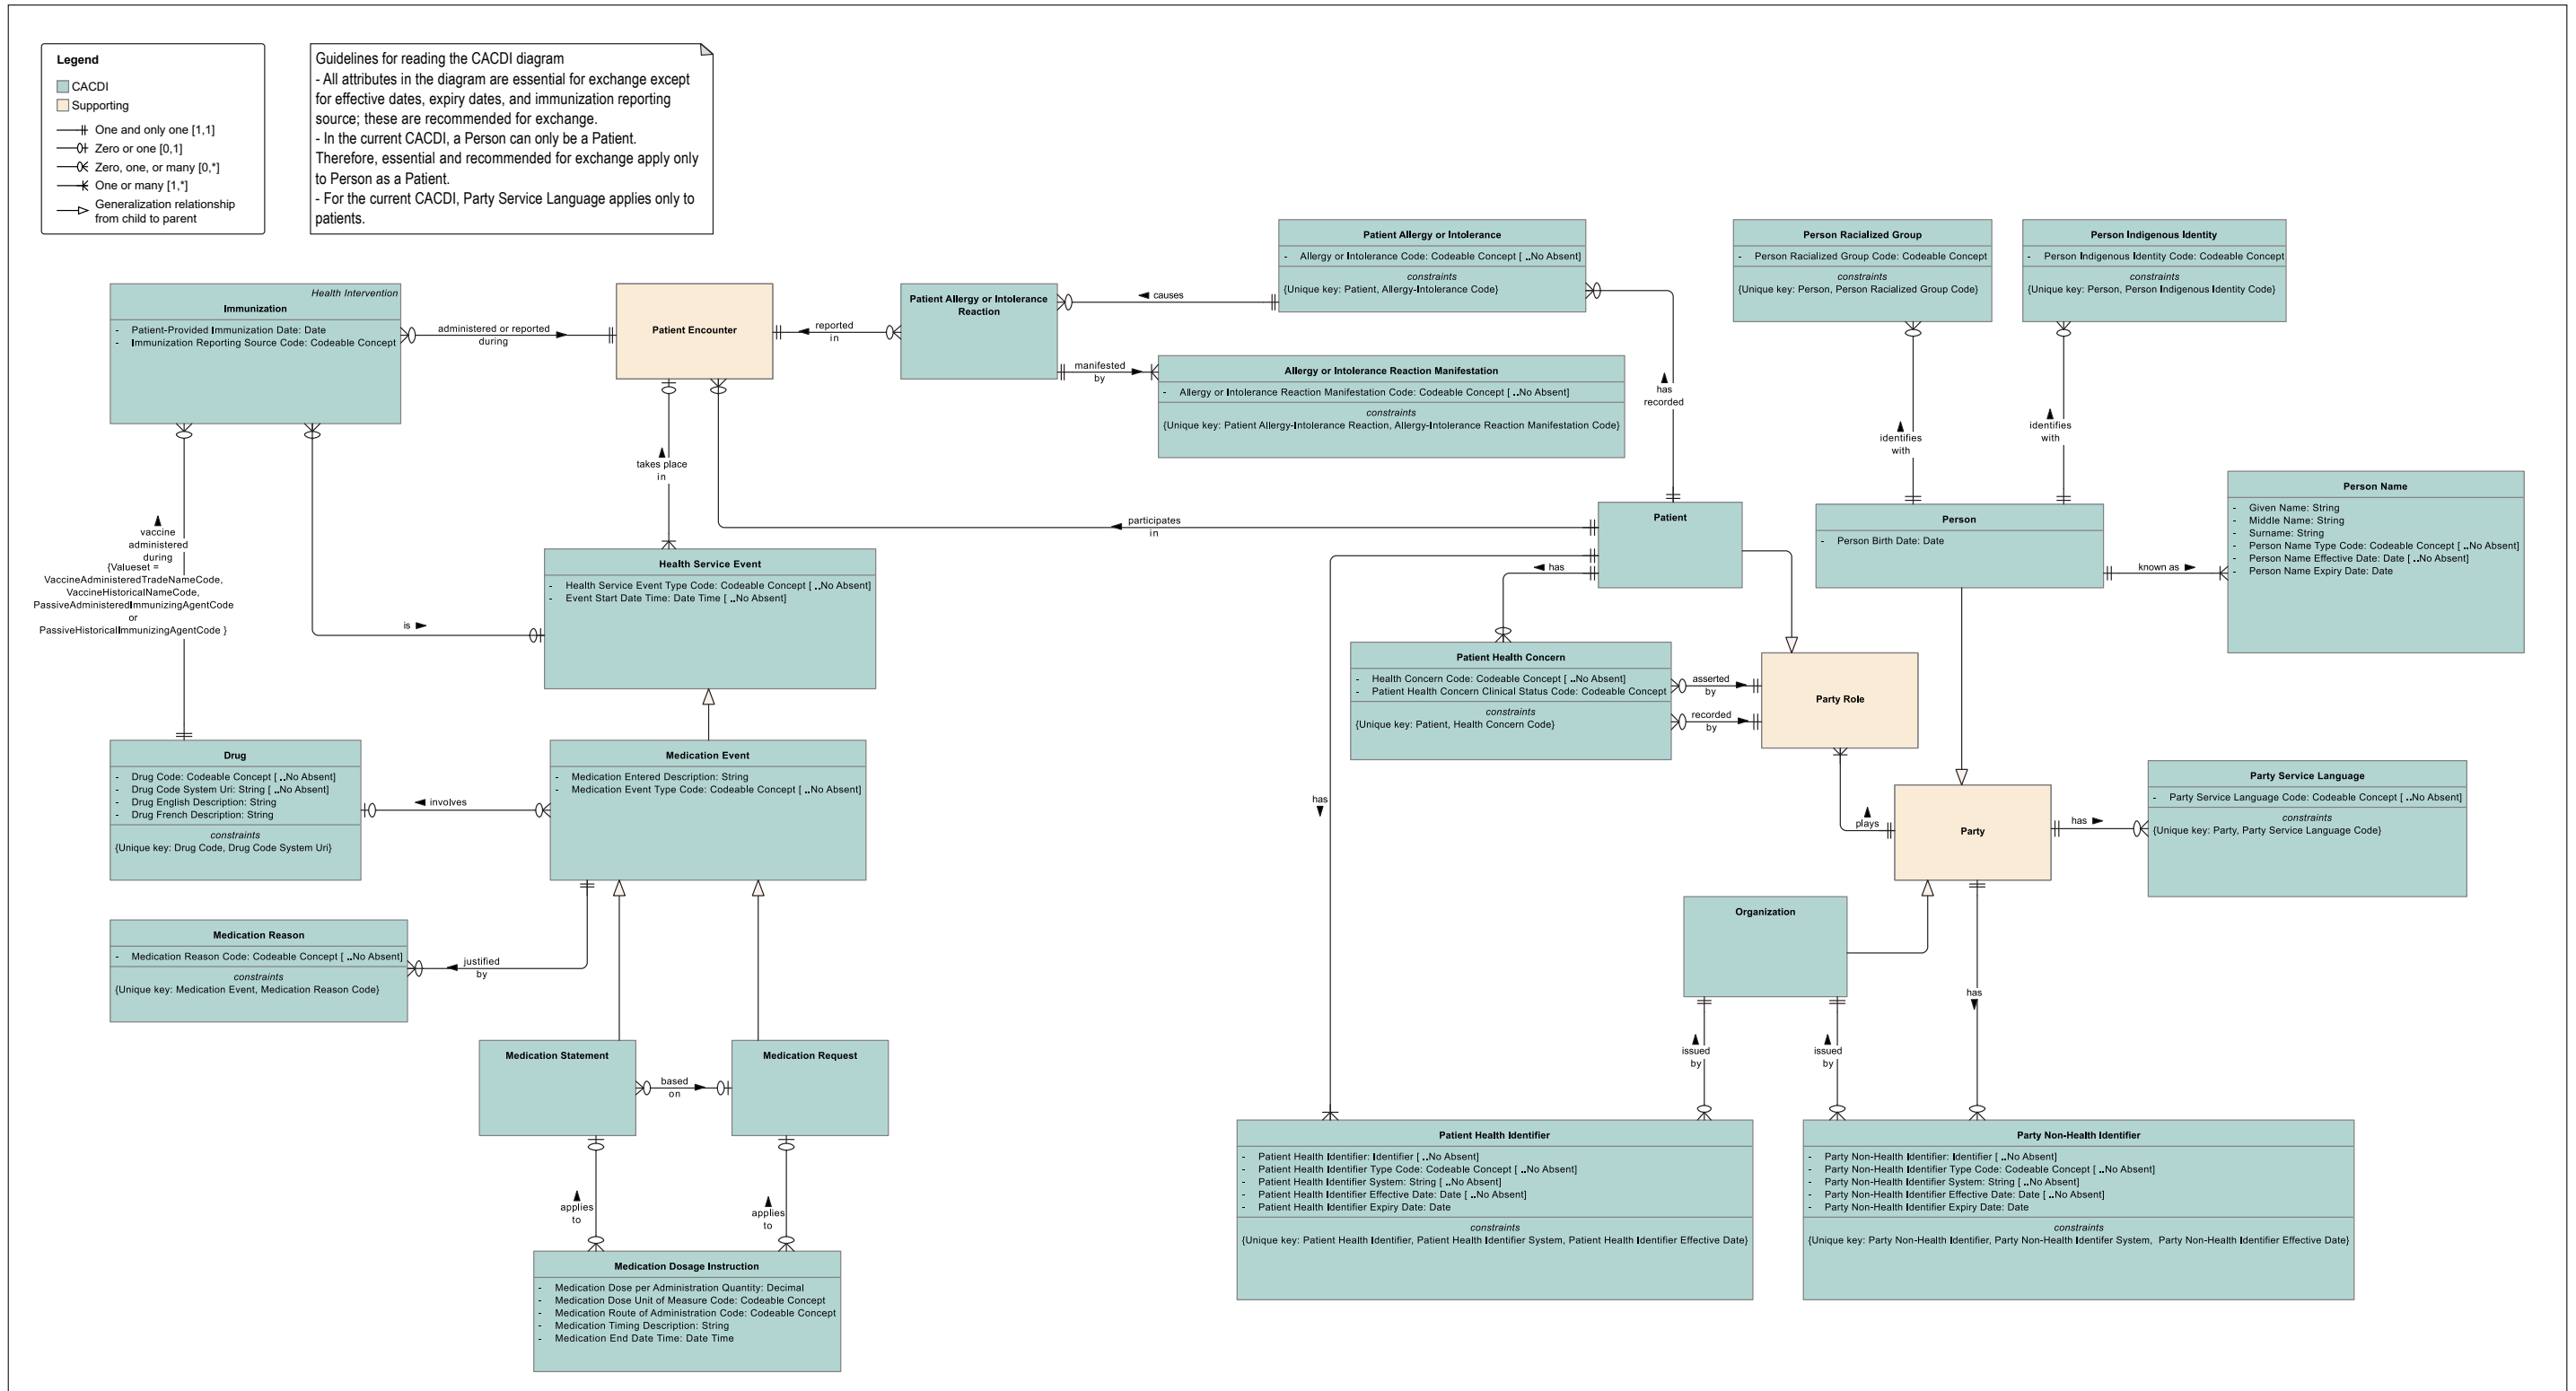 Legend
CACDI
Supporting
One and only one [1,1]
Zero or one [0,1]
Zero, one, or many [0,*]
One or many [1,*]
Generalization relationship
from child to parent
Guidelines for reading the CACDI diagram
- All attributes in the diagram are essential for exchange except
for effective dates, expiry dates, and immunization reporting
source; these are recommended for exchange.
- In the current CACDI, a Person can only be a Patient.
Therefore, essential and recommended for exchange apply only
to Person as a Patient.
- For the current CACDI, Party Service Language applies only to
patients.
Health Intervention
Immunization
- Patient-Provided Immunization Date: Date
- Immunization Reporting Source Code: Codeable Concept
administered or reported
during
Patient Encounter
reported
in
Patient Allergy or Intolerance
Reaction
causes
Patient Allergy or Intolerance
- Allergy or Intolerance Code: Codeable Concept [ ..No Absent]
constraints
{Unique key: Patient, Allergy-Intolerance Code}
manifested
by
Allergy or Intolerance Reaction Manifestation
- Allergy or Intolerance Reaction Manifestation Code: Codeable Concept [ ..No Absent]
constraints
{Unique key: Patient Allergy-Intolerance Reaction, Allergy-Intolerance Reaction Manifestation Code}
has
recorded
Person Racialized Group
- Person Racialized Group Code: Codeable Concept
constraints
{Unique key: Person, Person Racialized Group Code}
Person Indigenous Identity
- Person Indigenous Identity Code: Codeable Concept
constraints
{Unique key: Person, Person Indigenous Identity Code}
identifies
with
identifies
with
takes place
in
participates
in
Patient
Person
- Person Birth Date: Date
known as
Person Name
- Given Name: String
- Middle Name: String
- Surname: String
- Person Name Type Code: Codeable Concept [ ..No Absent]
- Person Name Effective Date: Date [ ..No Absent]
- Person Name Expiry Date: Date
vaccine
administered
during
{Valueset =
VaccineAdministeredTradeNameCode,
VaccineHistoricalNameCode,
PassiveAdministeredImmunizingAgentCode
or
PassiveHistoricalImmunizingAgentCode }
is
Health Service Event
- Health Service Event Type Code: Codeable Concept [ ..No Absent]
- Event Start Date Time: Date Time [ ..No Absent]
has
Patient Health Concern
- Health Concern Code: Codeable Concept [ ..No Absent]
- Patient Health Concern Clinical Status Code: Codeable Concept
constraints
{Unique key: Patient, Health Concern Code}
asserted
by
recorded
by
Party Role
Drug
- Drug Code: Codeable Concept [ ..No Absent]
- Drug Code System Uri: String [ ..No Absent]
- Drug English Description: String
- Drug French Description: String
constraints
{Unique key: Drug Code, Drug Code System Uri}
involves
Medication Event
- Medication Entered Description: String
- Medication Event Type Code: Codeable Concept [ ..No Absent]
has
plays
Party
has
Party Service Language
- Party Service Language Code: Codeable Concept [ ..No Absent]
constraints
{Unique key: Party, Party Service Language Code}
Medication Reason
- Medication Reason Code: Codeable Concept [ ..No Absent]
constraints
{Unique key: Medication Event, Medication Reason Code}
justified
by
Organization
has
issued
by
issued
by
Medication Statement
based
on
Medication Request
applies
to
applies
to
Medication Dosage Instruction
- Medication Dose per Administration Quantity: Decimal
- Medication Dose Unit of Measure Code: Codeable Concept
- Medication Route of Administration Code: Codeable Concept
- Medication Timing Description: String
- Medication End Date Time: Date Time
Patient Health Identifier
- Patient Health Identifier: Identifier [ ..No Absent]
- Patient Health Identifier Type Code: Codeable Concept [ ..No Absent]
- Patient Health Identifier System: String [ ..No Absent]
- Patient Health Identifier Effective Date: Date [ ..No Absent]
- Patient Health Identifier Expiry Date: Date
constraints
{Unique key: Patient Health Identifier, Patient Health Identifier System, Patient Health Identifier Effective Date}
Party Non-Health Identifier
- Party Non-Health Identifier: Identifier [ ..No Absent]
- Party Non-Health Identifier Type Code: Codeable Concept [ ..No Absent]
- Party Non-Health Identifier System: String [ ..No Absent]
- Party Non-Health Identifier Effective Date: Date [ ..No Absent]
- Party Non-Health Identifier Expiry Date: Date
constraints
{Unique key: Party Non-Health Identifier, Party Non-Health Identifer System, Party Non-Health Identifier Effective Date}